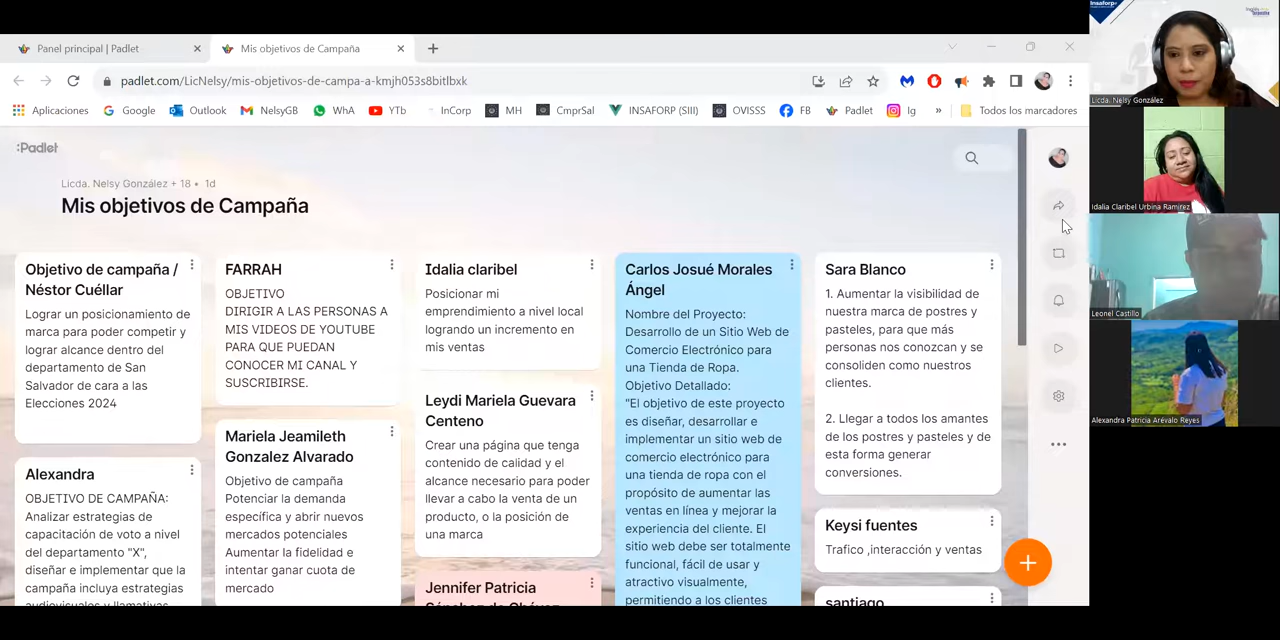 Panel principal | Padlet
Mis objetivos de Campaña
padlet.com/LicNelsy/mis-objetivos-de-campa-a-kmjh053s8bitlbxk
Aplicaciones Google Outlook NelsyGB WhA YTb InCorp MH CmprSal INSAFORP (SIII) OVISSS FB Padlet Ig » Todos los marcadores
:Padlet
Licda. Nelsy González + 18 • 1d
Mis objetivos de Campaña
Objetivo de campaña /
Néstor Cuéllar
Lograr un posicionamiento de
marca para poder competir y
lograr alcance dentro del
departamento de San
Salvador de cara a las
Elecciones 2024
Alexandra
OBJETIVO DE CAMPAÑA:
Analizar estrategias de
capacitación de voto a nivel
del departamento "X",
diseñar e implementar que la
campaña incluya estrategias
audiovisuales y llamativas
FARRAH
OBJETIVO
DIRIGIR A LAS PERSONAS A
MIS VIDEOS DE YOUTUBE
PARA QUE PUEDAN
CONOCER MI CANAL Y
SUSCRIBIRSE.
Mariela Jeamileth
Gonzalez Alvarado
Objetivo de campaña
Potenciar la demanda
específica y abrir nuevos
mercados potenciales
Aumentar la fidelidad e
intentar ganar cuota de
mercado
Idalia claribel
Posicionar mi
emprendimiento a nivel local
logrando un incremento en
mis ventas
Leydi Mariela Guevara
Centeno
Crear una página que tenga
contenido de calidad y el
alcance necesario para poder
llevar a cabo la venta de un
producto, o la posición de
una marca
Jennifer Patricia
Sánchez de Chávez
Carlos Josué Morales
Ángel
Nombre del Proyecto:
Desarrollo de un Sitio Web de
Comercio Electrónico para
una Tienda de Ropa.
Objetivo Detallado:
"El objetivo de este proyecto
es diseñar, desarrollar e
implementar un sitio web de
comercio electrónico para
una tienda de ropa con el
propósito de aumentar las
ventas en línea y mejorar la
experiencia del cliente. El
sitio web debe ser totalmente
funcional, fácil de usar y
atractivo visualmente,
permitiendo a los clientes
Sara Blanco
1. Aumentar la visibilidad de
nuestra marca de postres y
pasteles, para que más
personas nos conozcan y se
consoliden como nuestros
clientes.
2. Llegar a todos los amantes
de los postres y pasteles y de
esta forma generar
conversiones.
Keysi fuentes
Trafico ,interacción y ventas
santiago
Insaforp
Licda. Nelsy González
Idalia Claribel Urbina Ramirez
Leonel Castillo
Alexandra Patricia Arévalo Reyes